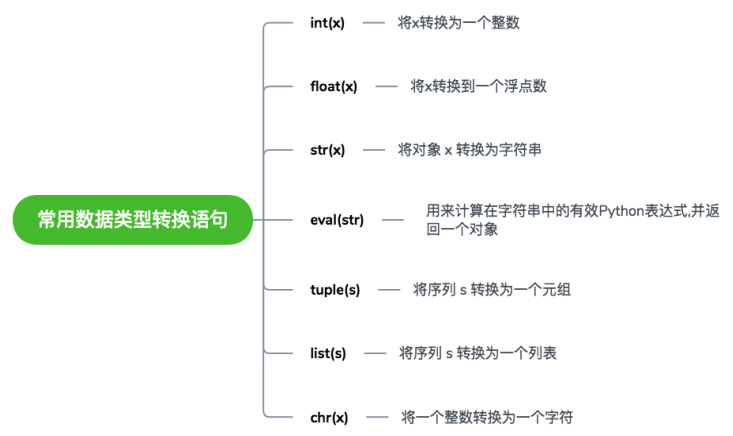 int(x) 将x转换为一个整数
float(x) 将x转换到一个浮点数
str(x) 将对象 x 转换为字符串
常用数据类型转换语句
eval(str) 用来计算在字符串中的有效Python表达式,并返
回一个对象
tuple(s) 将序列 s 转换为一个元组
list(s) 将序列 s 转换为一个列表
chr(x) 将一个整数转换为一个字符